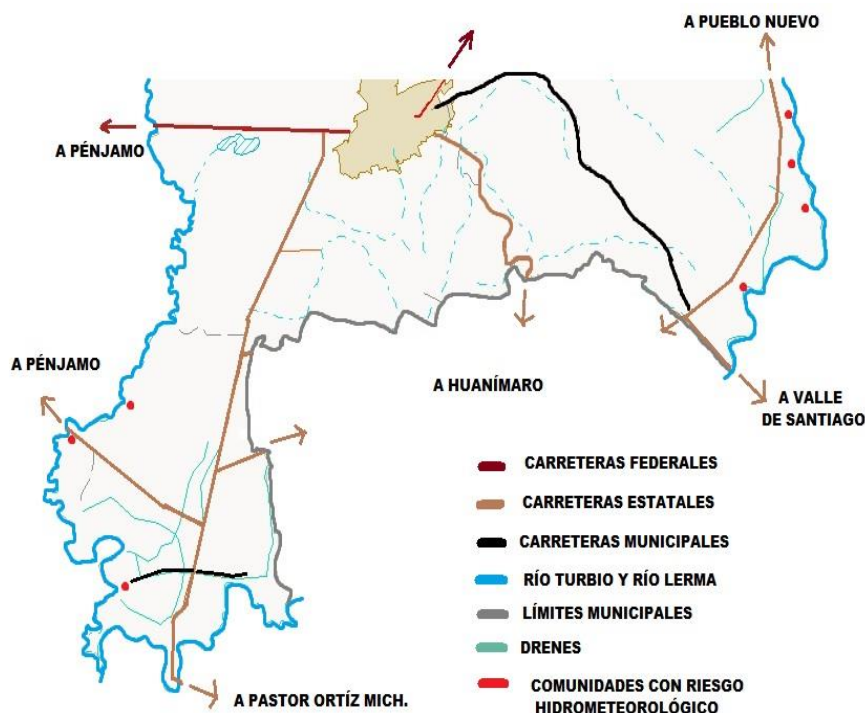 A PUEBLO NUEVO
A PÉNJAMO
A PÉNJAMO
A HUANÍMARO
A VALLE
DE SANTIAGO
CARRETERAS FEDERALES
CARRETERAS ESTATALES
CARRETERAS MUNICIPALES
RÍO TURBIO Y RÍO LERMA
LÍMITES MUNICIPALES
DRENES
COMUNIDADES CON RIESGO
HIDROMETEOROLÓGICO
A PASTOR ORTÍZ MICH.